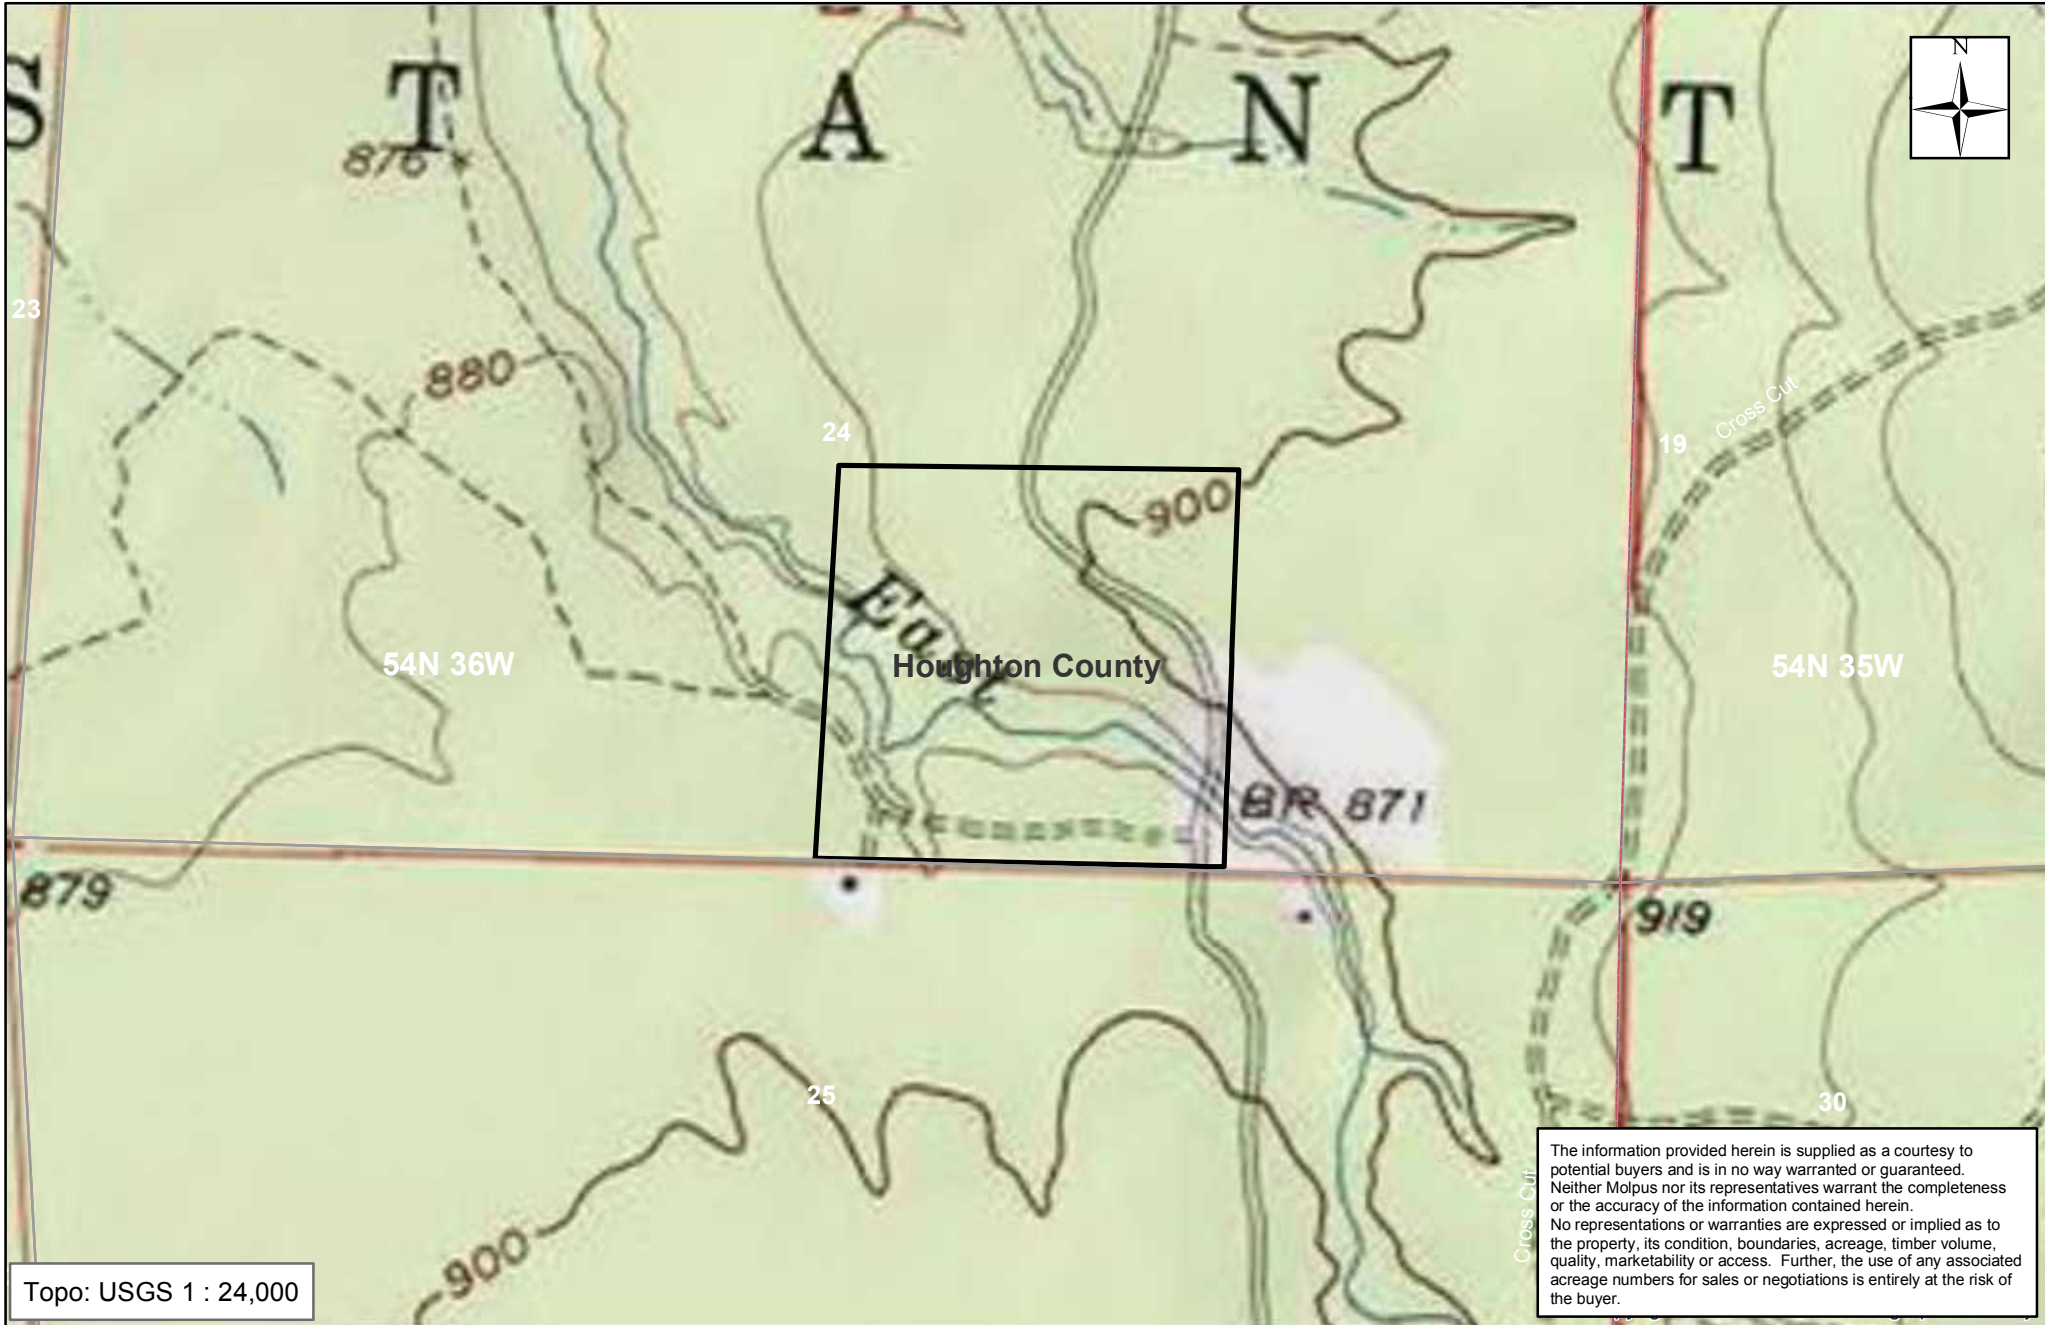 N
S T A N T
876
23
880
Cross Cut
24
19
900
East
Houghton County
54N 36W
54N 35W
BR 871
879
919
25
30
Cross Cut
900
Topo: USGS 1 : 24,000
The information provided herein is supplied as a courtesy to
potential buyers and is in no way warranted or guaranteed.
Neither Molpus nor its representatives warrant the completeness
or the accuracy of the information contained herein.
No representations or warranties are expressed or implied as to
the property, its condition, boundaries, acreage, timber volume,
quality, marketability or access. Further, the use of any associated
acreage numbers for sales or negotiations is entirely at the risk of
the buyer.